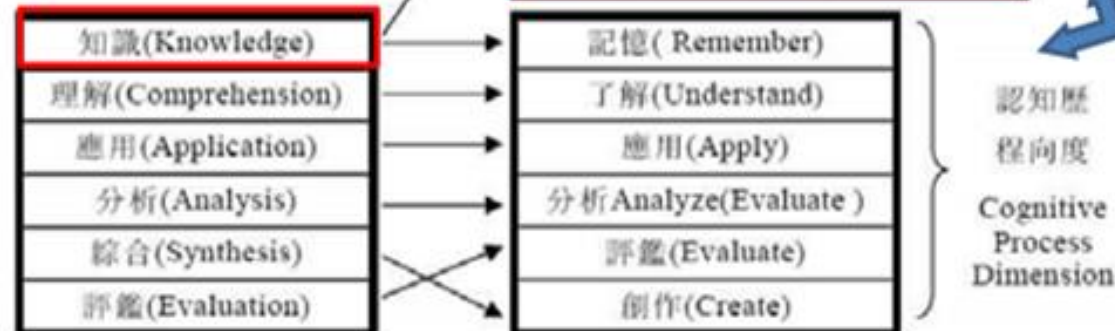 知識(Knowledge)
理解(Comprehension)
應用(Application)
分析(Analysis)
綜合(Synthesis)
評鑑(Evaluation)
記憶( Remember)
了解(Understand)
應用(Apply)
分析Analyze(Evaluate )
評鑑(Evaluate)
創作(Create)
認知歷
程向度
Cognitive
Process
Dimension